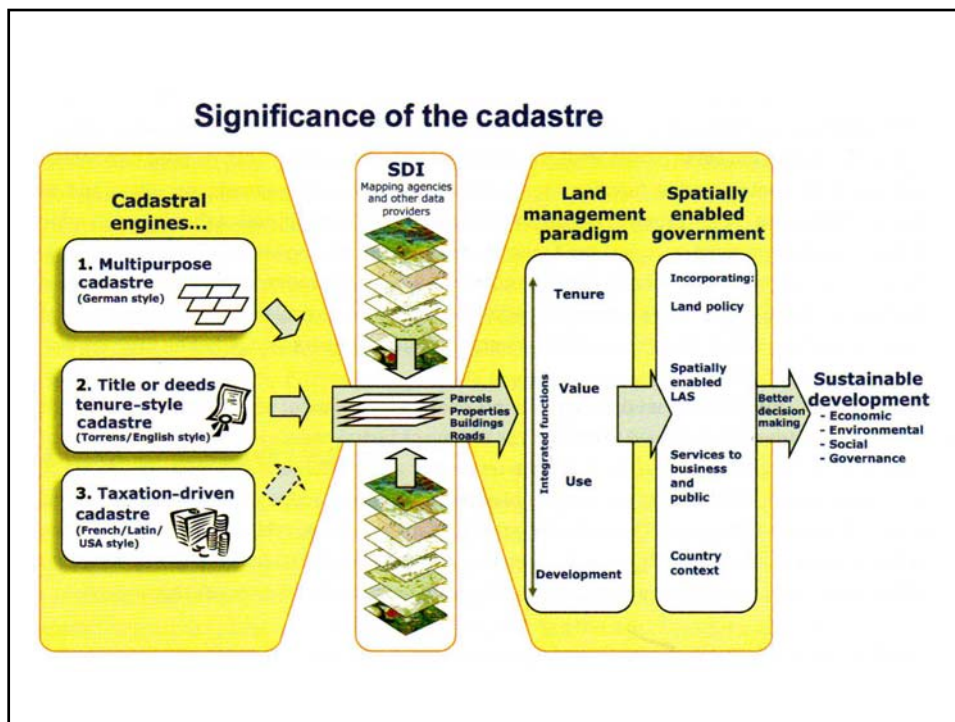 Significance of the cadastre
Cadastral
engines...
1. Multipurpose
cadastre
(German style)
2. Title or deeds
tenure-style
cadastre
(Torrens/English style)
3. Taxation-driven
cadastre
(French/Latin/
USA style)
SDI
Mapping agencies
and other data
providers
Parcels
Properties
Buildings
Roads
Land
management
paradigm
Integrated functions
Tenure
Value
Use
Development
Spatially
enabled
government
Incorporating:
Land policy
Spatially
enabled
LAS
Services to
business
and
public
Country
context
Better
decision
making
Sustainable
development
- Economic
- Environmental
- Social
- Governance